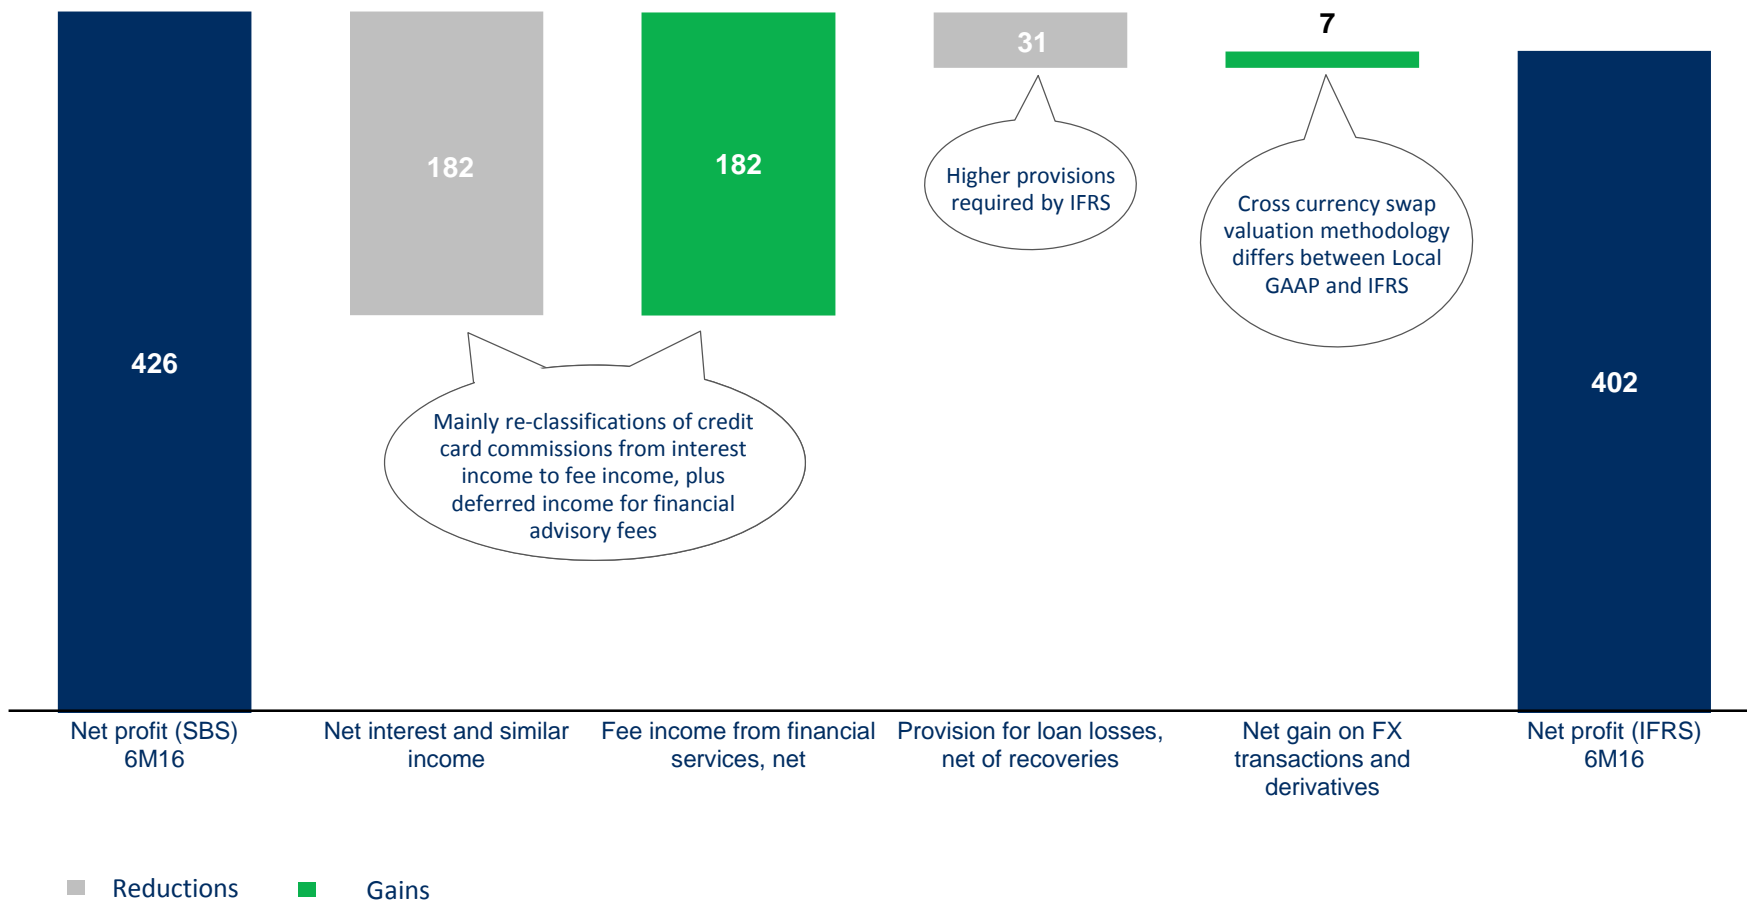 426
182
182
31
7
402
Mainly re-classifications of credit
card commissions from interest
income to fee income, plus
deferred income for financial
advisory fees
Higher provisions
required by IFRS
Cross currency swap
valuation methodology
differs between Local
GAAP and IFRS
Net profit (SBS)
6M16
Net interest and similar
income
Fee income from financial
services, net
Provision for loan losses,
net of recoveries
Net gain on FX
transactions and
derivatives
Net profit (IFRS)
6M16
Reductions
Gains